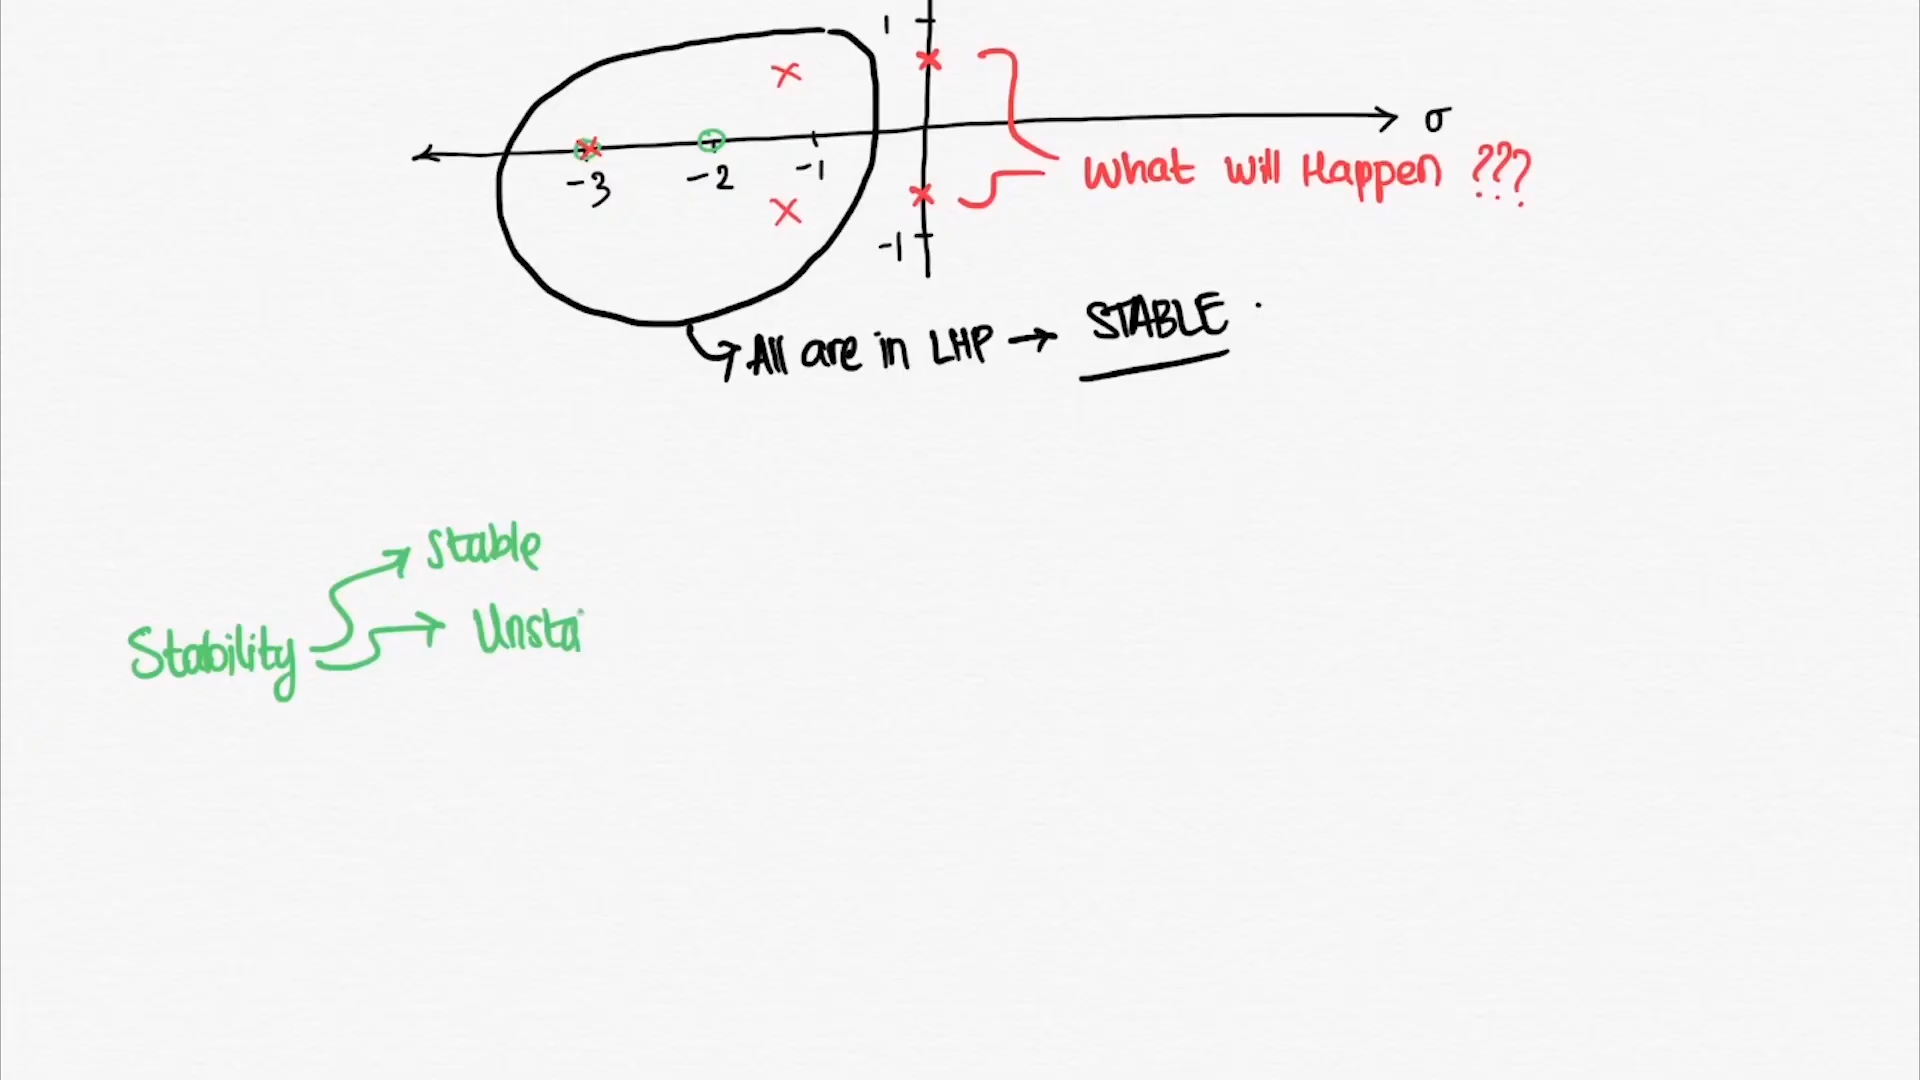 1
σ
-3 -2 -1
What will Happen ???
-1
All are in LHP → STABLE
Stable
Stability
Unsta